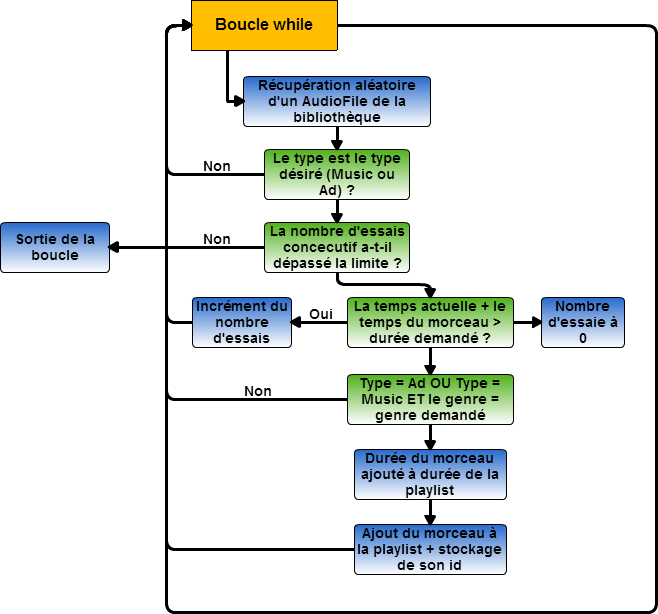 Boucle while
Récupération aléatoire
d'un AudioFile de la
bibliothèque
Non
Le type est le type
désiré (Music ou
Ad) ?
Sortie de la
boucle
Non
La nombre d'essais
concecutif a-t-il
dépassé la limite ?
Incrément du
nombre
d'essais
Oui
La temps actuelle + le
temps du morceau >
durée demandé ?
Nombre
d'essaie à
0
Non
Type = Ad OU Type =
Music ET le genre =
genre demandé
Durée du morceau
ajouté à durée de la
playlist
Ajout du morceau à
la playlist + stockage
de son id